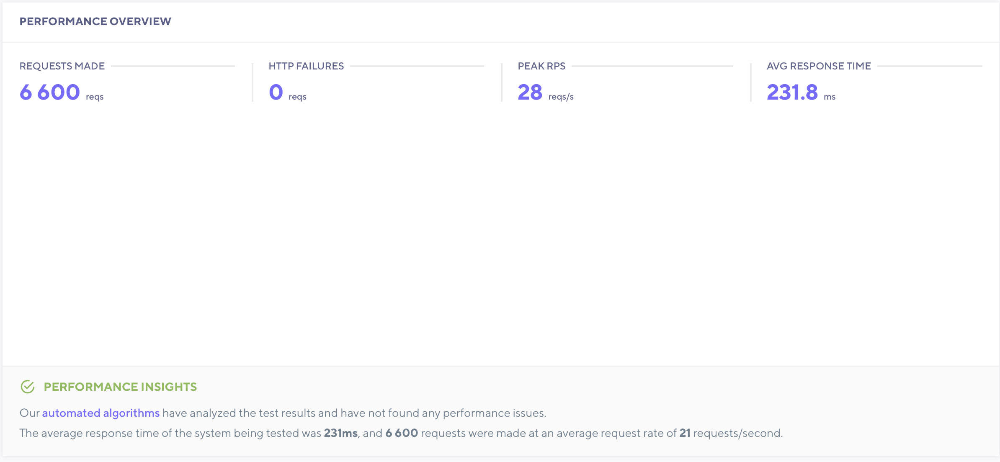 PERFORMANCE OVERVIEW
REQUESTS MADE
6 600 reqs
HTTP FAILURES
0 reqs
PEAK RPS
28 reqs/s
AVG RESPONSE TIME
231.8 ms
PERFORMANCE INSIGHTS
Our automated algorithms have analyzed the test results and have not found any performance issues.
The average response time of the system being tested was 231ms, and 6 600 requests were made at an average request rate of 21 requests/second.